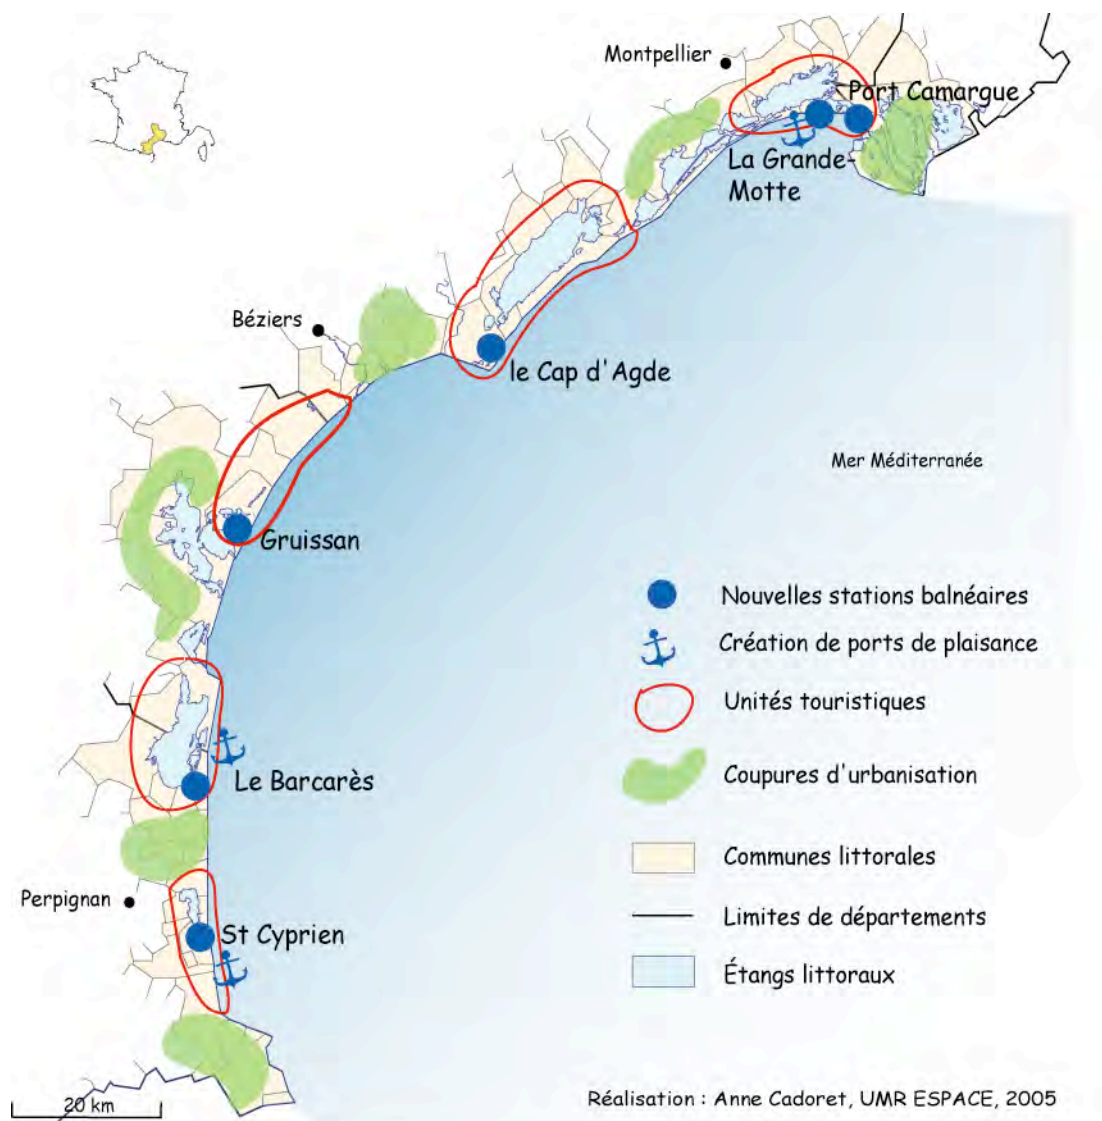 Montpellier
Port Camargue
La Grande-
Motte
Béziers
le Cap d'Agde
Mer Méditerranée
Gruissan
Nouvelles stations balnéaires
Création de ports de plaisance
Unités touristiques
Le Barcarès
Coupures d'urbanisation
Communes littorales
Perpignan
Limites de départements
St Cyprien
Étangs littoraux
20 km
Réalisation : Anne Cadoret, UMR ESPACE, 2005